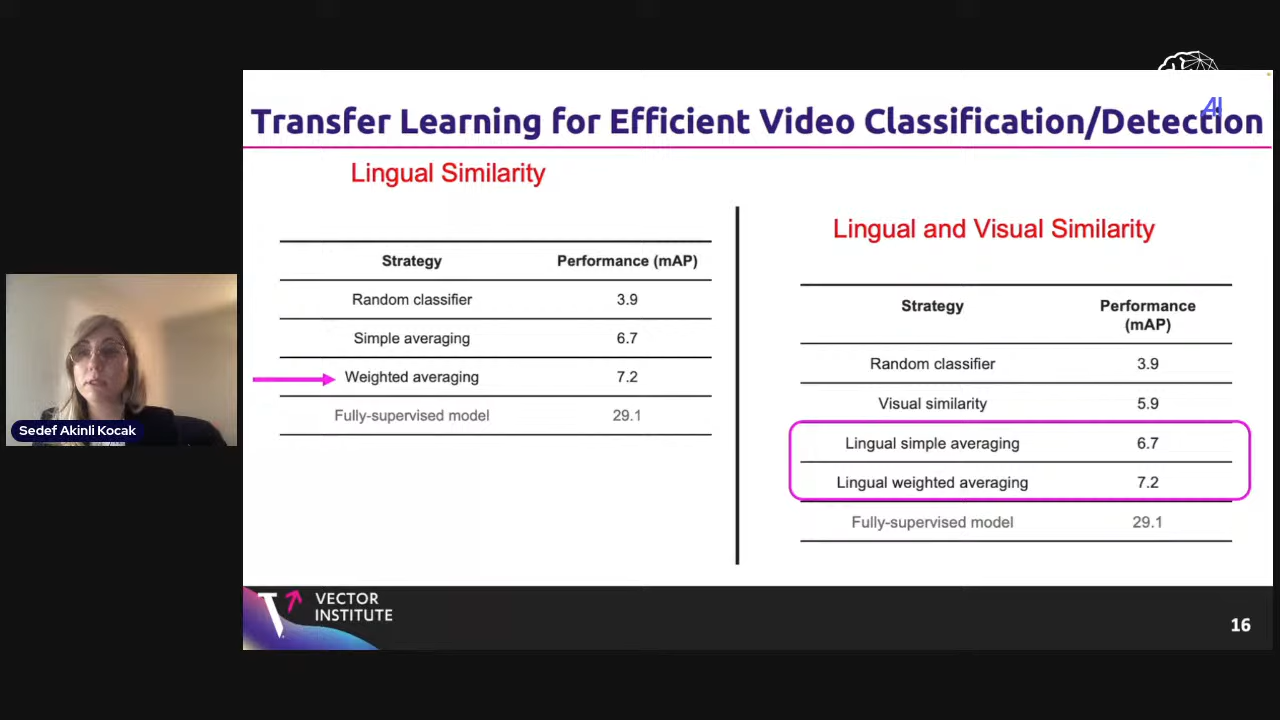 Transfer Learning for Efficient Video Classification/Detection
AI
Lingual Similarity
Strategy Performance (mAP)
Random classifier 3.9
Simple averaging 6.7
Weighted averaging 7.2
Fully-supervised model 29.1
Lingual and Visual Similarity
Strategy Performance
(mAP)
Random classifier 3.9
Visual similarity 5.9
Lingual simple averaging 6.7
Lingual weighted averaging 7.2
Fully-supervised model 29.1
Sedef Akinli Kocak
VECTOR
INSTITUTE
16